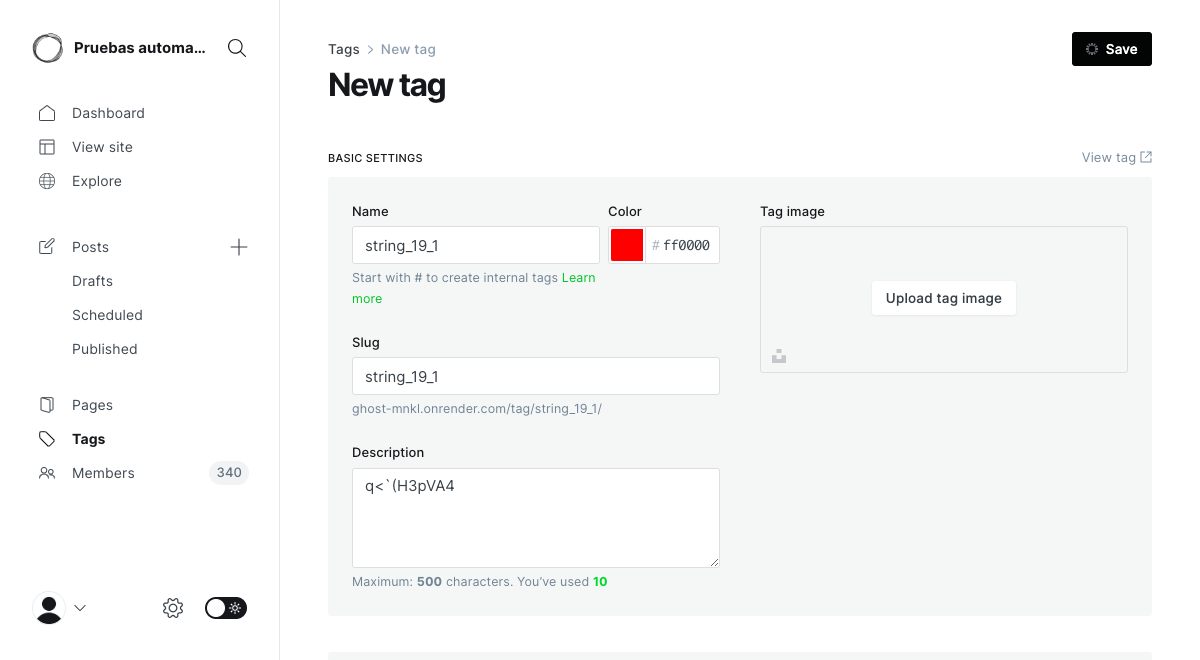 Pruebas automa...
Dashboard
View site
Explore
Posts
Drafts
Scheduled
Published
Pages
Tags
Members
340
Tags > New tag
Save
New tag
BASIC SETTINGS
View tag
Name
string_19_1
Start with # to create internal tags Learn
more
Color
# ff0000
Slug
string_19_1
ghost-mnkl.onrender.com/tag/string_19_1/
Description
q<`(H3pVA4
Maximum: 500 characters. You’ve used 10
Tag image
Upload tag image